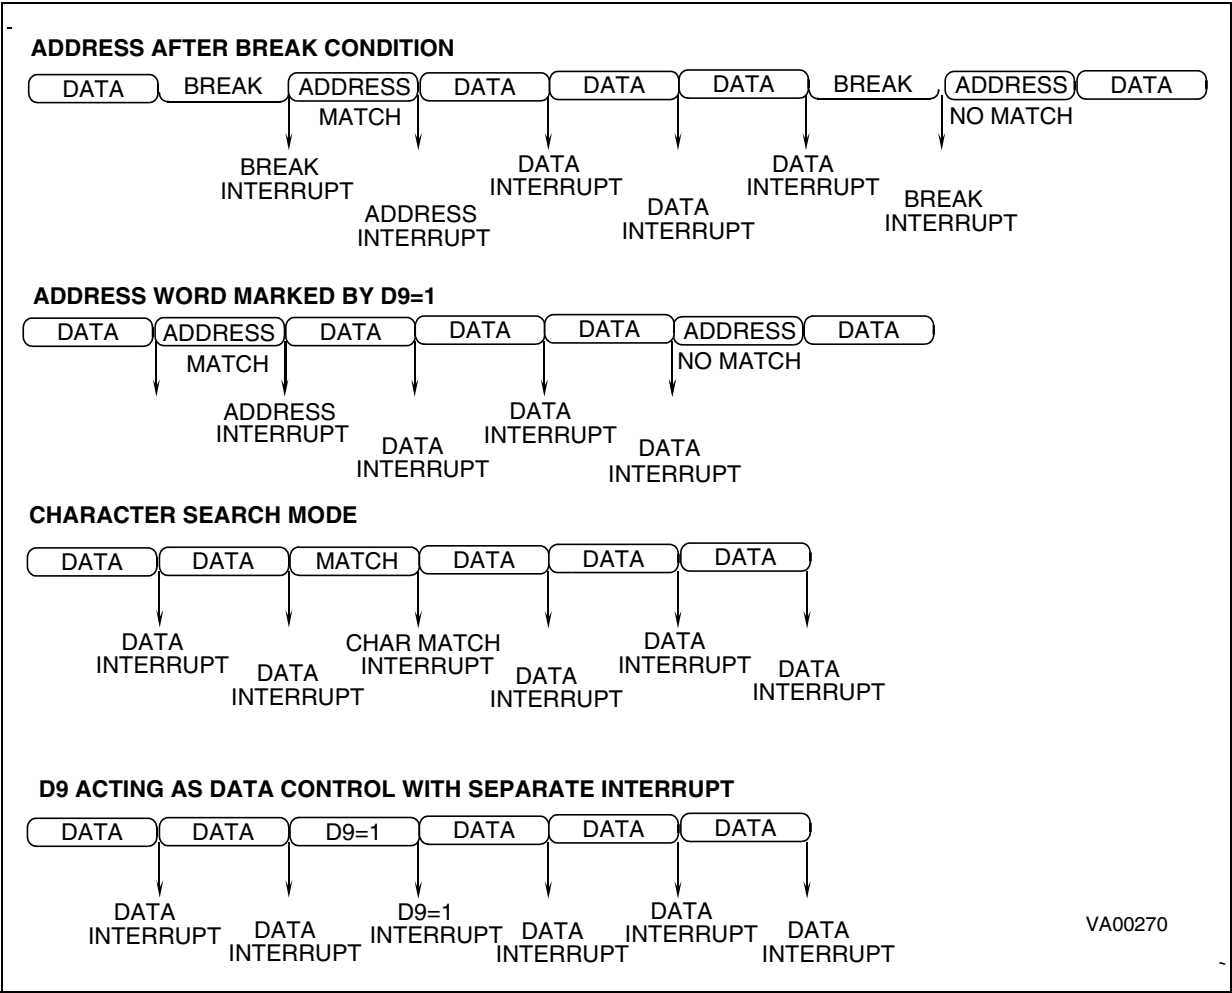 ADDRESS AFTER BREAK CONDITION
DATA BREAK ADDRESS DATA DATA DATA BREAK ADDRESS DATA
MATCH NO MATCH
BREAK INTERRUPT
ADDRESS INTERRUPT
DATA INTERRUPT
DATA INTERRUPT
DATA INTERRUPT
BREAK INTERRUPT
ADDRESS WORD MARKED BY D9=1
DATA ADDRESS DATA DATA DATA ADDRESS DATA
MATCH NO MATCH
ADDRESS INTERRUPT
DATA INTERRUPT
DATA INTERRUPT
DATA INTERRUPT
CHARACTER SEARCH MODE
DATA DATA MATCH DATA DATA DATA
DATA INTERRUPT
DATA INTERRUPT
CHAR MATCH INTERRUPT
DATA INTERRUPT
DATA INTERRUPT
DATA INTERRUPT
D9 ACTING AS DATA CONTROL WITH SEPARATE INTERRUPT
DATA DATA D9=1 DATA DATA DATA
DATA INTERRUPT
DATA INTERRUPT
D9=1 INTERRUPT
DATA INTERRUPT
DATA INTERRUPT
DATA INTERRUPT
VA00270